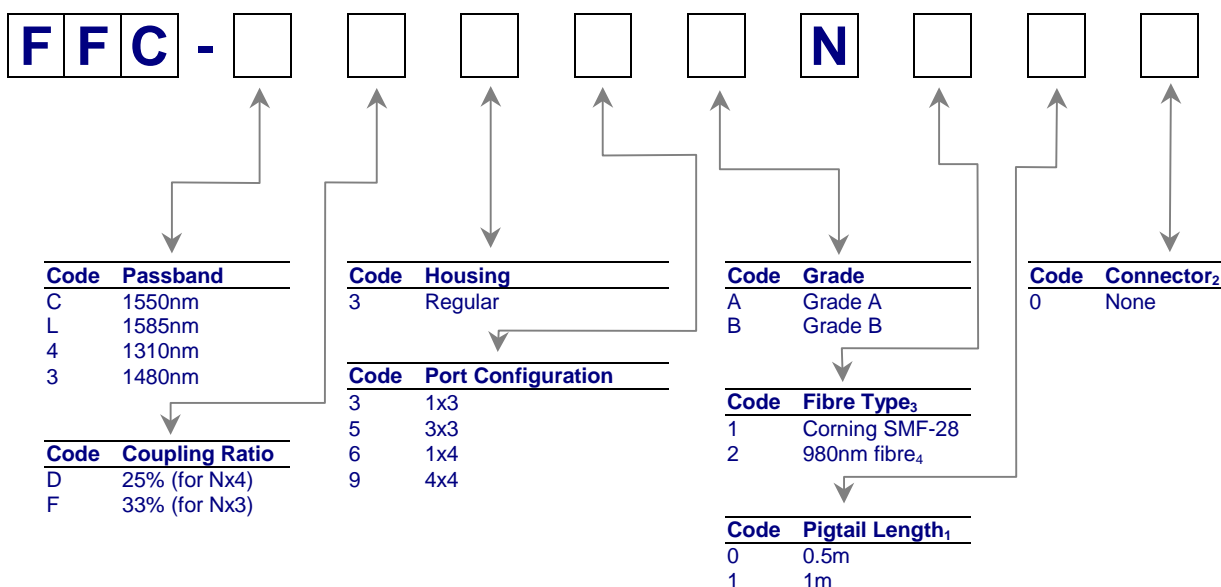 FFC - N
Code Passband
C 1550nm
L 1585nm
4 1310nm
3 1480nm
Code Coupling Ratio
D 25% (for Nx4)
F 33% (for Nx3)
Code Housing
3 Regular
Code Port Configuration
3 1x3
5 3x3
6 1x4
9 4x4
Code Grade
A Grade A
B Grade B
Code Fibre Type3
1 Corning SMF-28
2 980nm fibre4
Code Pigtail Length1
0 0.5m
1 1m
Code Connector2
0 None